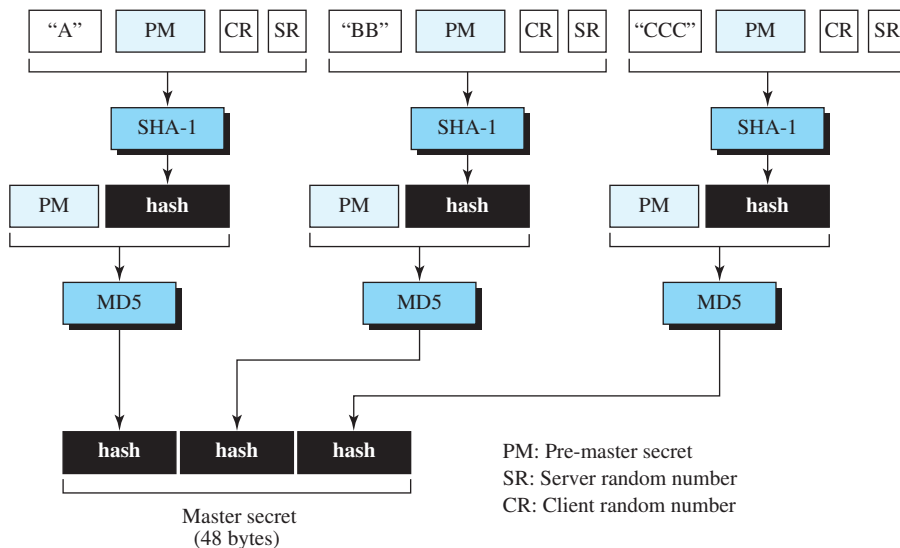 “A” PM CR SR “BB” PM CR SR “CCC” PM CR SR
SHA-1 SHA-1 SHA-1
PM hash PM hash PM hash
MD5 MD5 MD5
hash hash hash
PM: Pre-master secret
SR: Server random number
CR: Client random number
Master secret
(48 bytes)